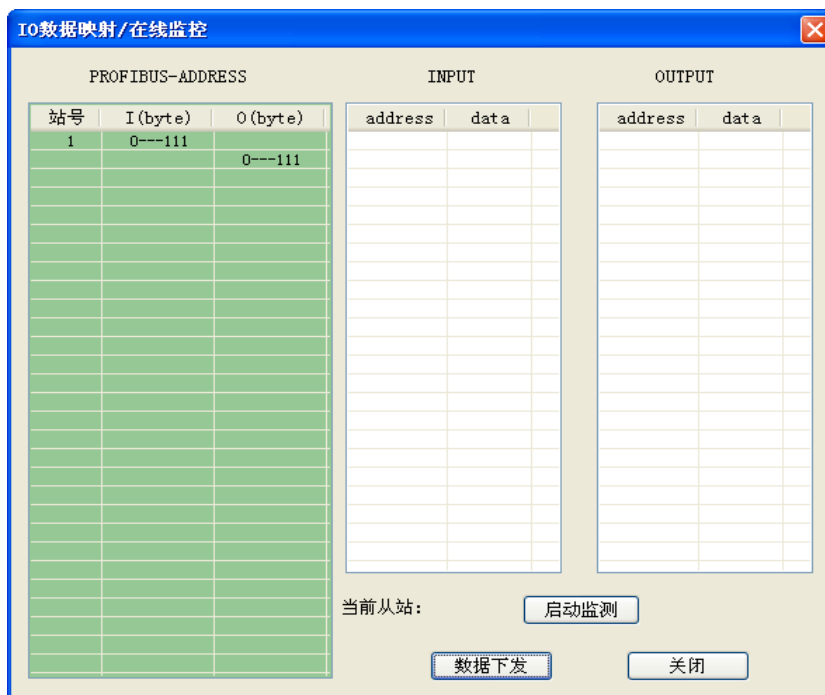 IO数据映射/在线监控
PROFIBUS-ADDRESS INPUT OUTPUT
站号 I(byte) O(byte) address data address data
1 0---111
0---111
当前从站: 启动监测
数据下发 关闭